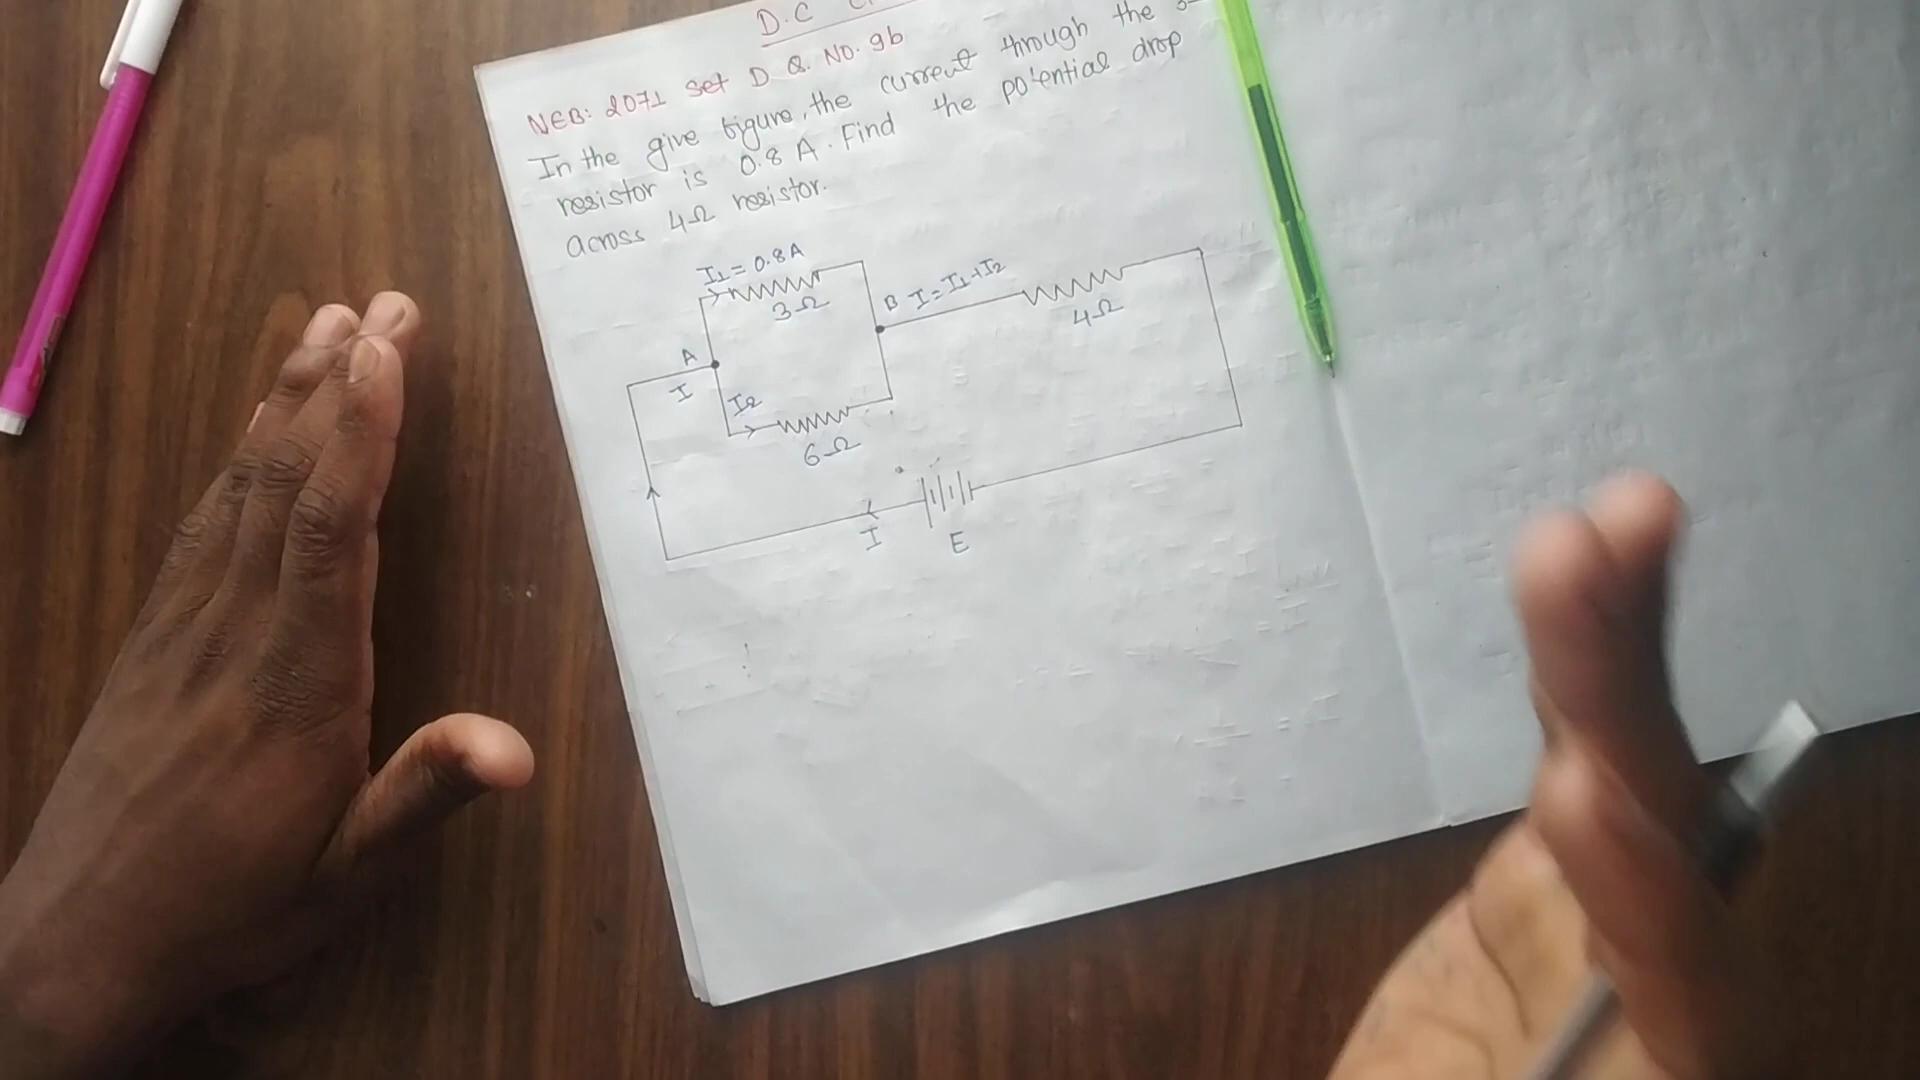 D.C
NEB: 2071 Set D Q. NO. 9b
In the give figure, the current through the
resistor is 0.8 A. Find the potential drop
across 4Ω resistor.
I1 = 0.8A
3Ω
B I = I1+I2
4Ω
A
I
I2
6Ω
I
E